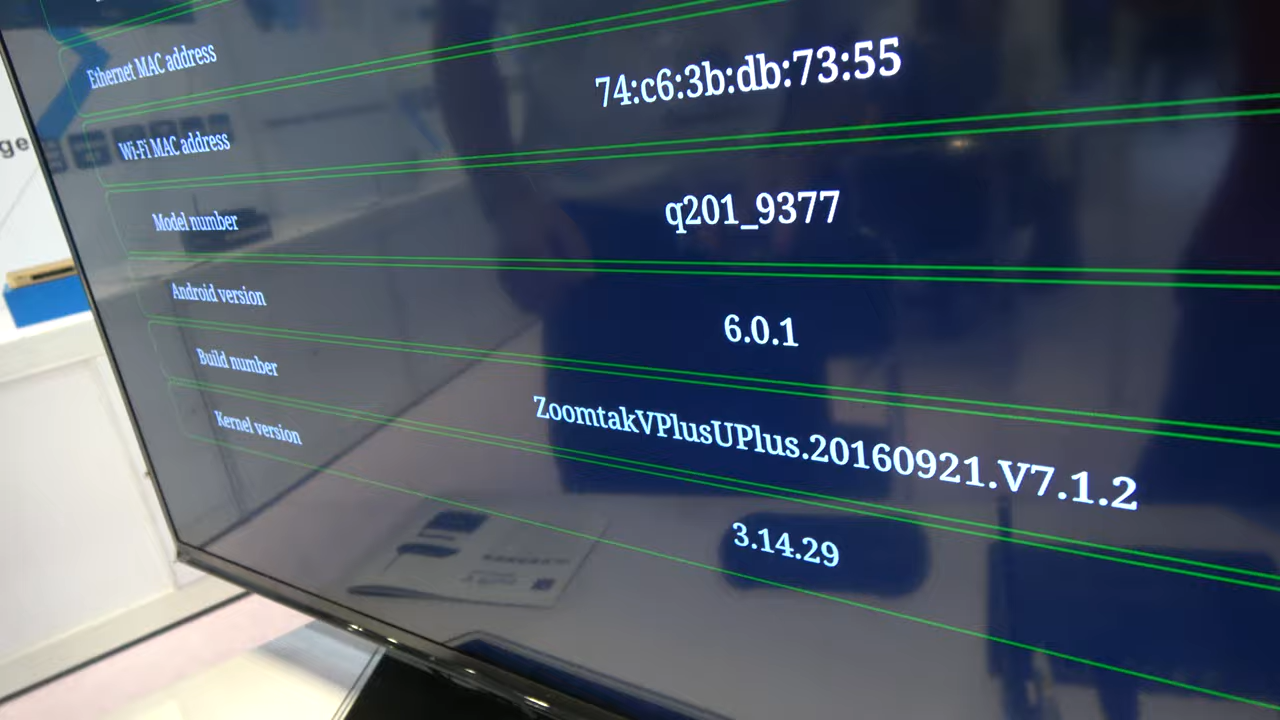 Ethernet MAC address
Wi-Fi MAC address 74:c6:3b:db:73:55
Model number q201_9377
Android version 6.0.1
Build number ZoomtakVPlusUPlus.20160921.V7.1.2
Kernel version 3.14.29
ge